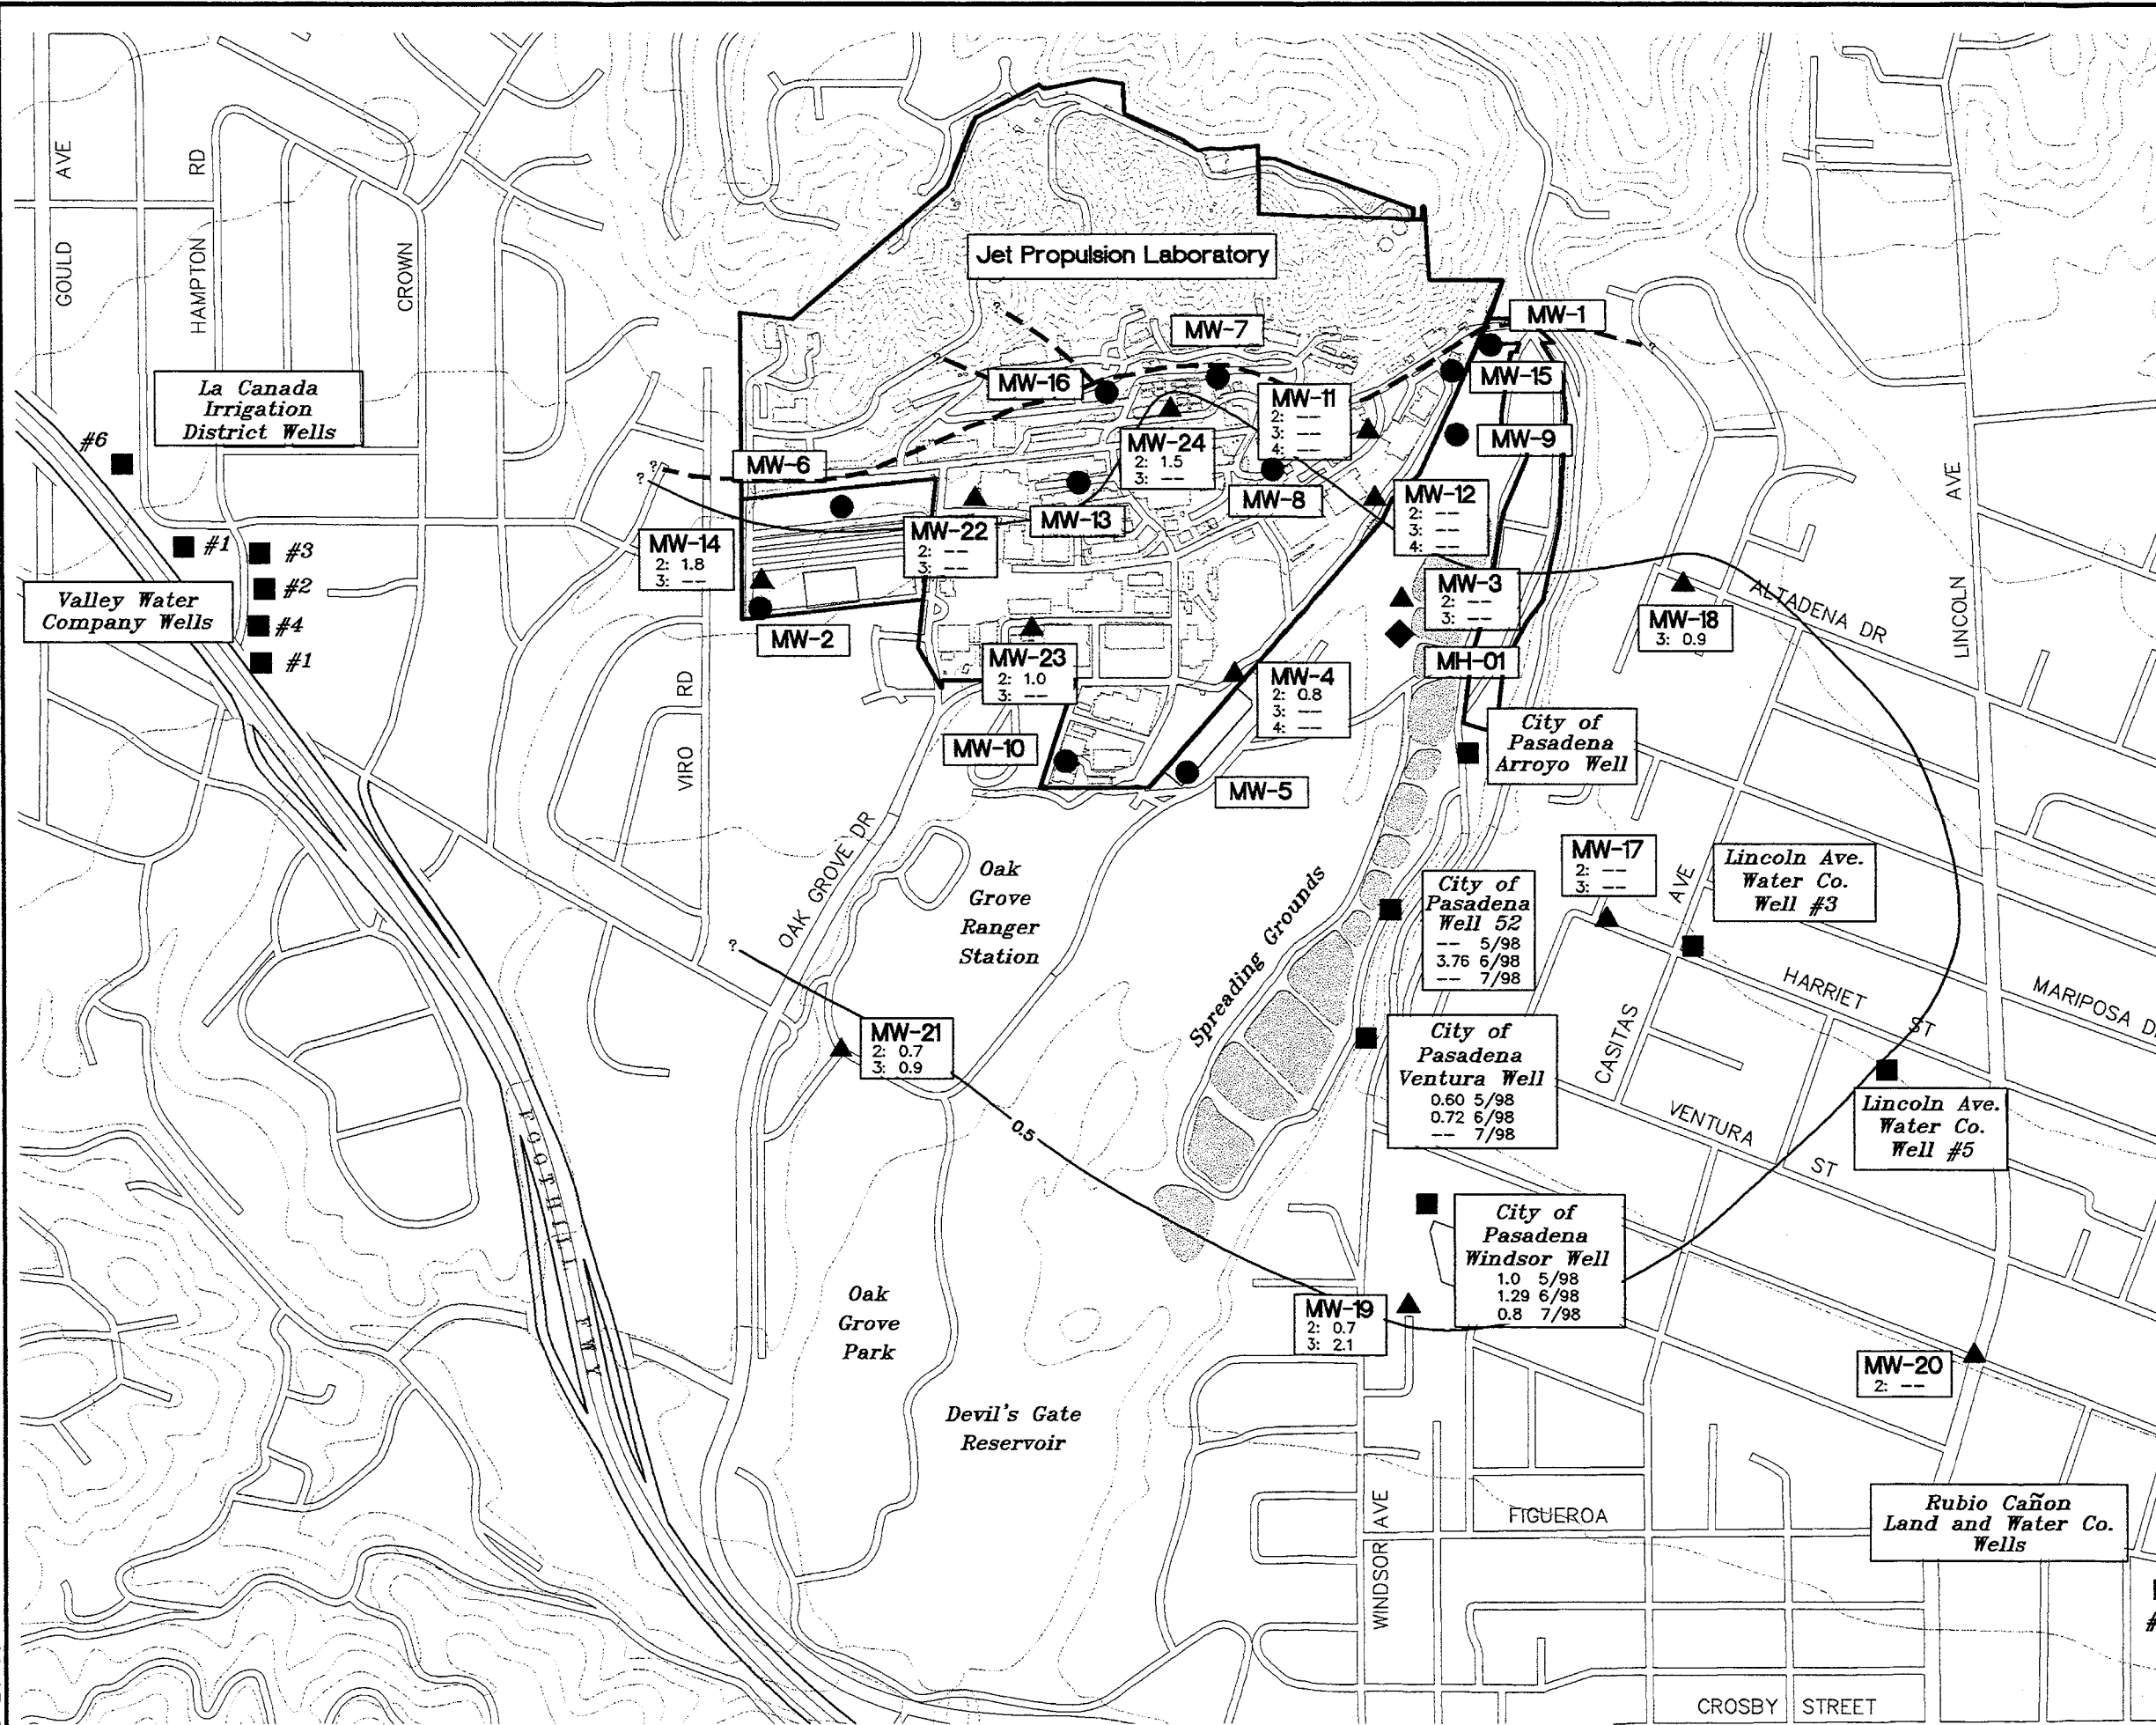 GOULD AVE
HAMPTON RD
CROWN
Jet Propulsion Laboratory
?
?
MW-7
MW-1
?
MW-16
MW-15
La Canada
Irrigation
District Wells
#6
MW-11
2: --
3: --
4: --
MW-24
2: 1.5
3: --
MW-9
MW-6
?
?
MW-8
MW-12
2: --
3: --
4: --
MW-13
MW-22
2: --
3: --
MW-14
2: 1.8
3: --
#1
#3
#2
#4
#1
Valley Water
Company Wells
MW-3
2: --
3: --
MW-18
3: 0.9
ALTADENA DR
LINCOLN AVE
MW-2
MW-23
2: 1.0
3: --
MH-01
MW-4
2: 0.8
3: --
4: --
VIRO RD
City of
Pasadena
Arroyo Well
MW-10
MW-5
OAK GROVE DR
Oak
Grove
Ranger
Station
Spreading Grounds
MW-17
2: --
3: --
Lincoln Ave.
Water Co.
Well #3
City of
Pasadena
Well 52
-- 5/98
3.76 6/98
-- 7/98
CASITAS AVE
HARRIET ST
MARIPOSA D
?
MW-21
2: 0.7
3: 0.9
City of
Pasadena
Ventura Well
0.60 5/98
0.72 6/98
-- 7/98
VENTURA ST
Lincoln Ave.
Water Co.
Well #5
0.5
FOOTHILL FWY
City of
Pasadena
Windsor Well
1.0 5/98
1.29 6/98
0.8 7/98
Oak
Grove
Park
MW-19
2: 0.7
3: 2.1
MW-20
2: --
Devil's Gate
Reservoir
WINDSOR AVE
FIGUEROA
Rubio Cañon
Land and Water Co.
Wells
#
CROSBY STREET